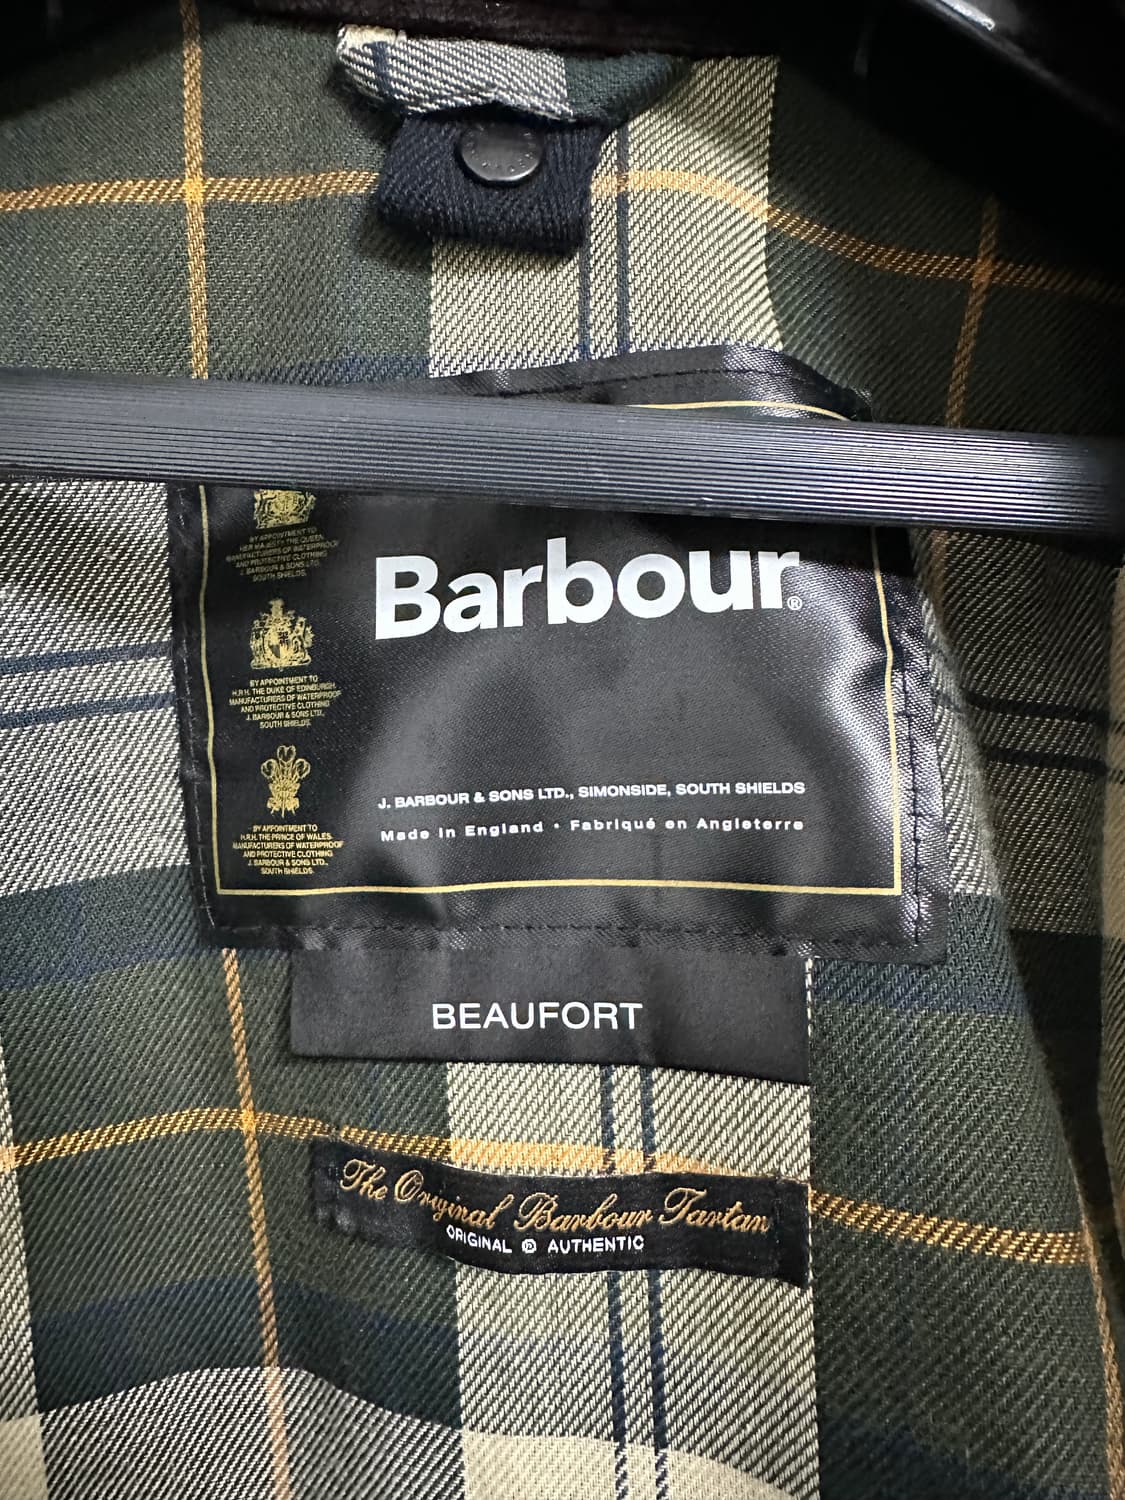 BY APPOINTMENT TO
HER MAJESTY THE QUEEN
MANUFACTURERS OF WATERPROOF
AND PROTECTIVE CLOTHING
J. BARBOUR & SONS LTD.
SOUTH SHIELDS.
Barbour®
BY APPOINTMENT TO
H.R.H. THE DUKE OF EDINBURGH
MANUFACTURERS OF WATERPROOF
AND PROTECTIVE CLOTHING
J. BARBOUR & SONS LTD.,
SOUTH SHIELDS.
BY APPOINTMENT TO
H.R.H. THE PRINCE OF WALES
MANUFACTURERS OF WATERPROOF
AND PROTECTIVE CLOTHING
J. BARBOUR & SONS LTD.,
SOUTH SHIELDS.
J. BARBOUR & SONS LTD., SIMONSIDE, SOUTH SHIELDS
Made in England • Fabriqué en Angleterre
BEAUFORT
The Original Barbour Tartan
ORIGINAL AUTHENTIC